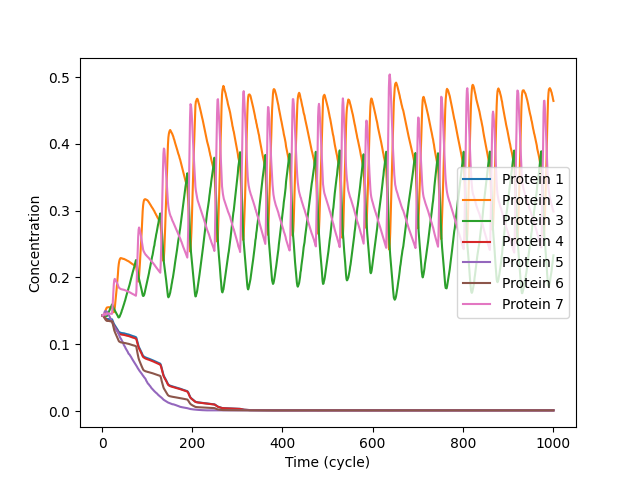 0.5
0.4
0.3
0.2
0.1
0.0
Concentration
0
200
400
600
800
1000
Time (cycle)
Protein 1
Protein 2
Protein 3
Protein 4
Protein 5
Protein 6
Protein 7